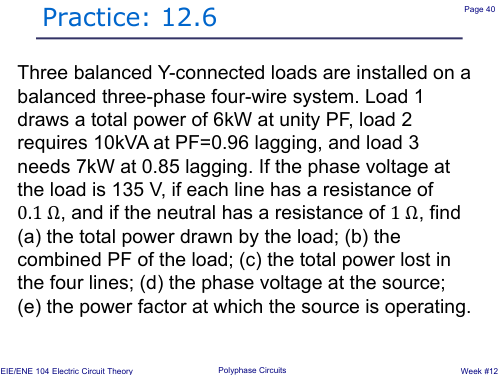 Practice: 12.6
Page 40
Three balanced Y-connected loads are installed on a
balanced three-phase four-wire system. Load 1
draws a total power of 6kW at unity PF, load 2
requires 10kVA at PF=0.96 lagging, and load 3
needs 7kW at 0.85 lagging. If the phase voltage at
the load is 135 V, if each line has a resistance of
0.1 Ω, and if the neutral has a resistance of 1 Ω, find
(a) the total power drawn by the load; (b) the
combined PF of the load; (c) the total power lost in
the four lines; (d) the phase voltage at the source;
(e) the power factor at which the source is operating.
EIE/ENE 104 Electric Circuit Theory
Polyphase Circuits
Week #12